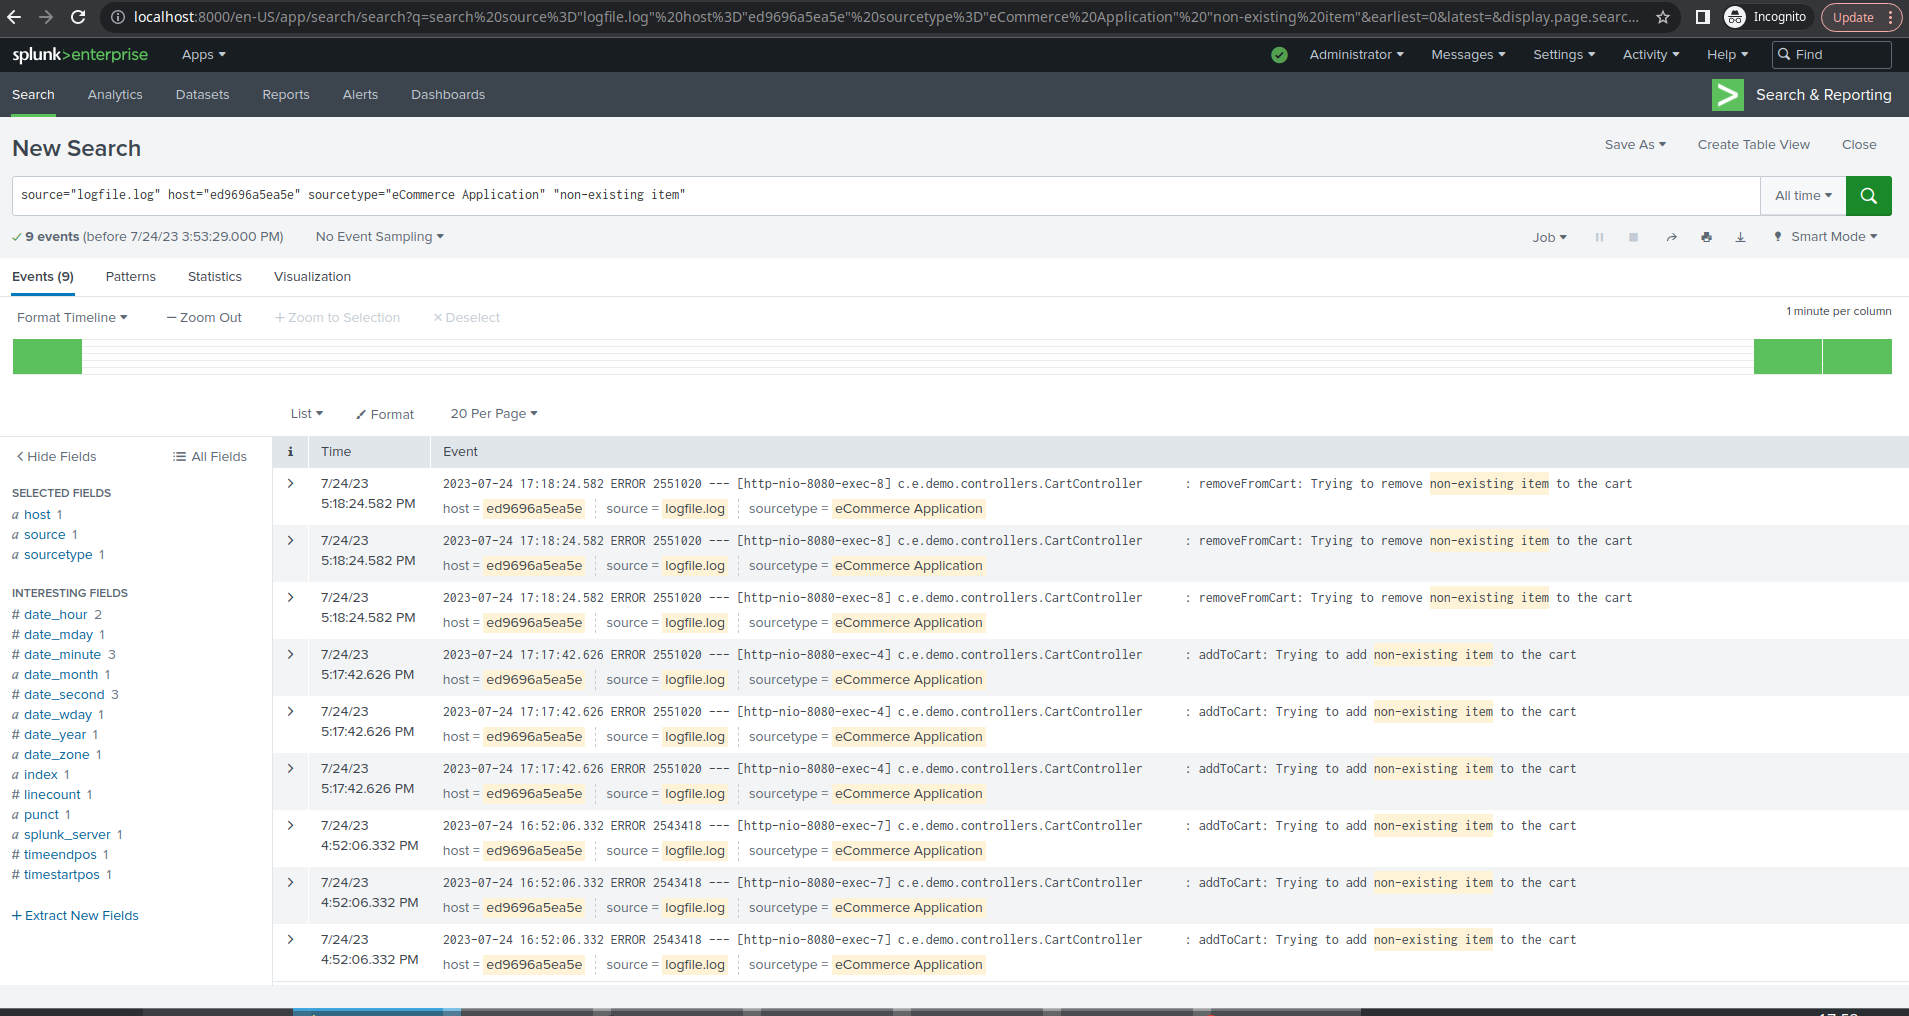 localhost:8000/en-US/app/search/search?q=search%20source%3D"logfile.log"%20host%3D"ed9696a5ea5e"%20sourcetype%3D"eCommerce%20Application"%20"non-existing%20item"&earliest=0&latest=&display.page.searc... Incognito Update
splunk>enterprise Apps Administrator Messages Settings Activity Help Find
Search Analytics Datasets Reports Alerts Dashboards Search & Reporting
New Search Save As Create Table View Close
source="logfile.log" host="ed9696a5ea5e" sourcetype="eCommerce Application" "non-existing item" All time
9 events (before 7/24/23 3:53:29.000 PM) No Event Sampling Job Smart Mode
Events (9) Patterns Statistics Visualization
Format Timeline — Zoom Out + Zoom to Selection × Deselect 1 minute per column
List Format 20 Per Page
< Hide Fields All Fields
SELECTED FIELDS
a host 1
a source 1
a sourcetype 1
INTERESTING FIELDS
# date_hour 2
# date_mday 1
# date_minute 3
a date_month 1
# date_second 3
a date_wday 1
# date_year 1
a date_zone 1
a index 1
# linecount 1
a punct 1
a splunk_server 1
# timeendpos 1
# timestartpos 1
+ Extract New Fields
i Time Event
7/24/23 2023-07-24 17:18:24.582 ERROR 2551020 --- [http-nio-8080-exec-8] c.e.demo.controllers.CartController : removeFromCart: Trying to remove non-existing item to the cart
5:18:24.582 PM host = ed9696a5ea5e source = logfile.log sourcetype = eCommerce Application
7/24/23 2023-07-24 17:18:24.582 ERROR 2551020 --- [http-nio-8080-exec-8] c.e.demo.controllers.CartController : removeFromCart: Trying to remove non-existing item to the cart
5:18:24.582 PM host = ed9696a5ea5e source = logfile.log sourcetype = eCommerce Application
7/24/23 2023-07-24 17:18:24.582 ERROR 2551020 --- [http-nio-8080-exec-8] c.e.demo.controllers.CartController : removeFromCart: Trying to remove non-existing item to the cart
5:18:24.582 PM host = ed9696a5ea5e source = logfile.log sourcetype = eCommerce Application
7/24/23 2023-07-24 17:17:42.626 ERROR 2551020 --- [http-nio-8080-exec-4] c.e.demo.controllers.CartController : addToCart: Trying to add non-existing item to the cart
5:17:42.626 PM host = ed9696a5ea5e source = logfile.log sourcetype = eCommerce Application
7/24/23 2023-07-24 17:17:42.626 ERROR 2551020 --- [http-nio-8080-exec-4] c.e.demo.controllers.CartController : addToCart: Trying to add non-existing item to the cart
5:17:42.626 PM host = ed9696a5ea5e source = logfile.log sourcetype = eCommerce Application
7/24/23 2023-07-24 17:17:42.626 ERROR 2551020 --- [http-nio-8080-exec-4] c.e.demo.controllers.CartController : addToCart: Trying to add non-existing item to the cart
5:17:42.626 PM host = ed9696a5ea5e source = logfile.log sourcetype = eCommerce Application
7/24/23 2023-07-24 16:52:06.332 ERROR 2543418 --- [http-nio-8080-exec-7] c.e.demo.controllers.CartController : addToCart: Trying to add non-existing item to the cart
4:52:06.332 PM host = ed9696a5ea5e source = logfile.log sourcetype = eCommerce Application
7/24/23 2023-07-24 16:52:06.332 ERROR 2543418 --- [http-nio-8080-exec-7] c.e.demo.controllers.CartController : addToCart: Trying to add non-existing item to the cart
4:52:06.332 PM host = ed9696a5ea5e source = logfile.log sourcetype = eCommerce Application
7/24/23 2023-07-24 16:52:06.332 ERROR 2543418 --- [http-nio-8080-exec-7] c.e.demo.controllers.CartController : addToCart: Trying to add non-existing item to the cart
4:52:06.332 PM host = ed9696a5ea5e source = logfile.log sourcetype = eCommerce Application